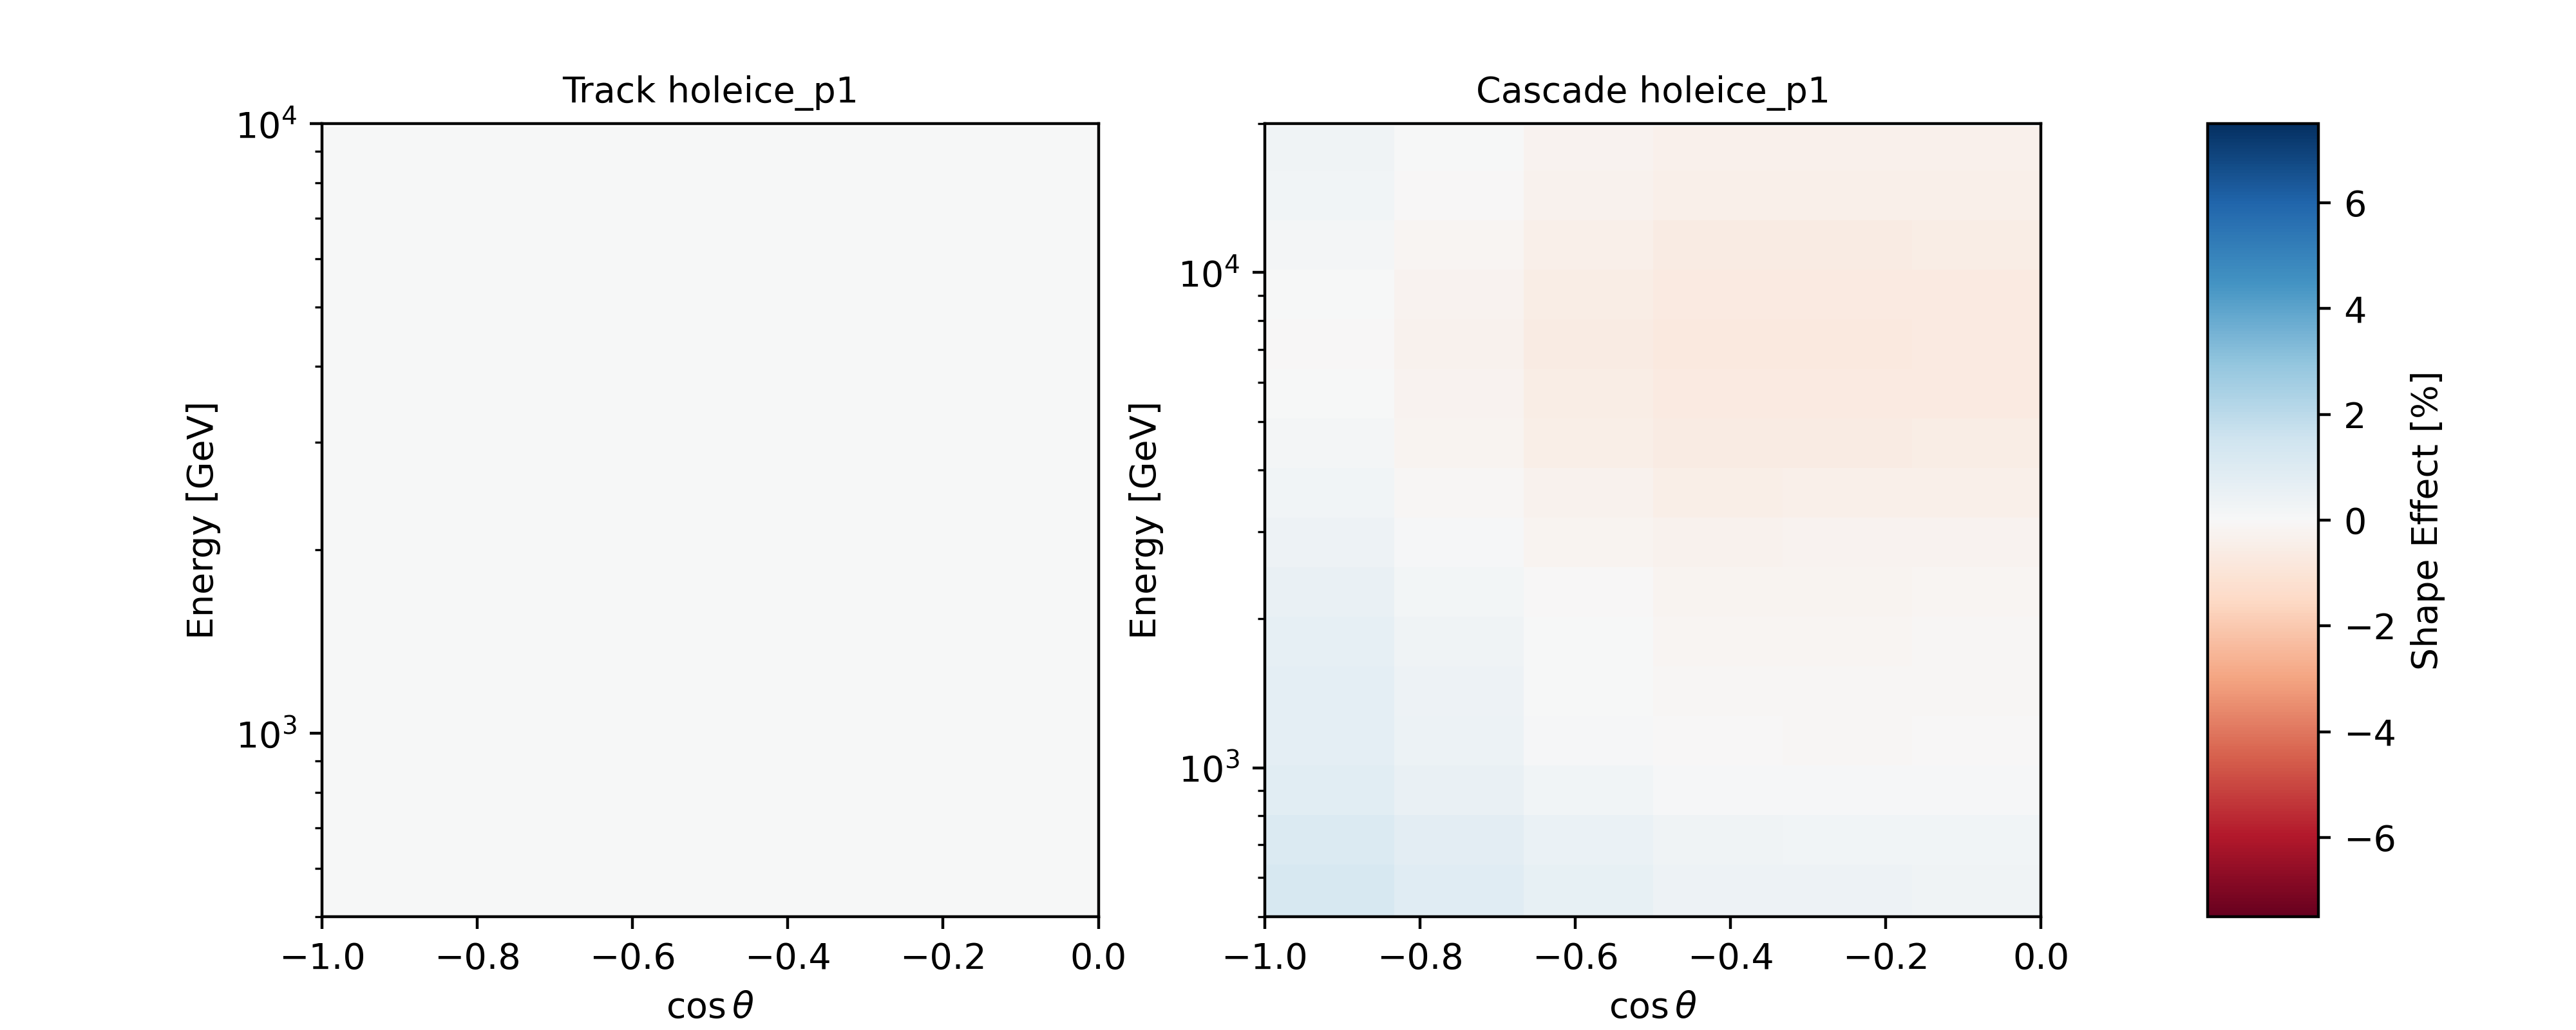 Track holeice_p1
10^4
10^3
Energy [GeV]
−1.0 −0.8 −0.6 −0.4 −0.2 0.0
cos θ
Cascade holeice_p1
10^4
10^3
Energy [GeV]
−1.0 −0.8 −0.6 −0.4 −0.2 0.0
cos θ
6
4
2
0
−2
−4
−6
Shape Effect [%]